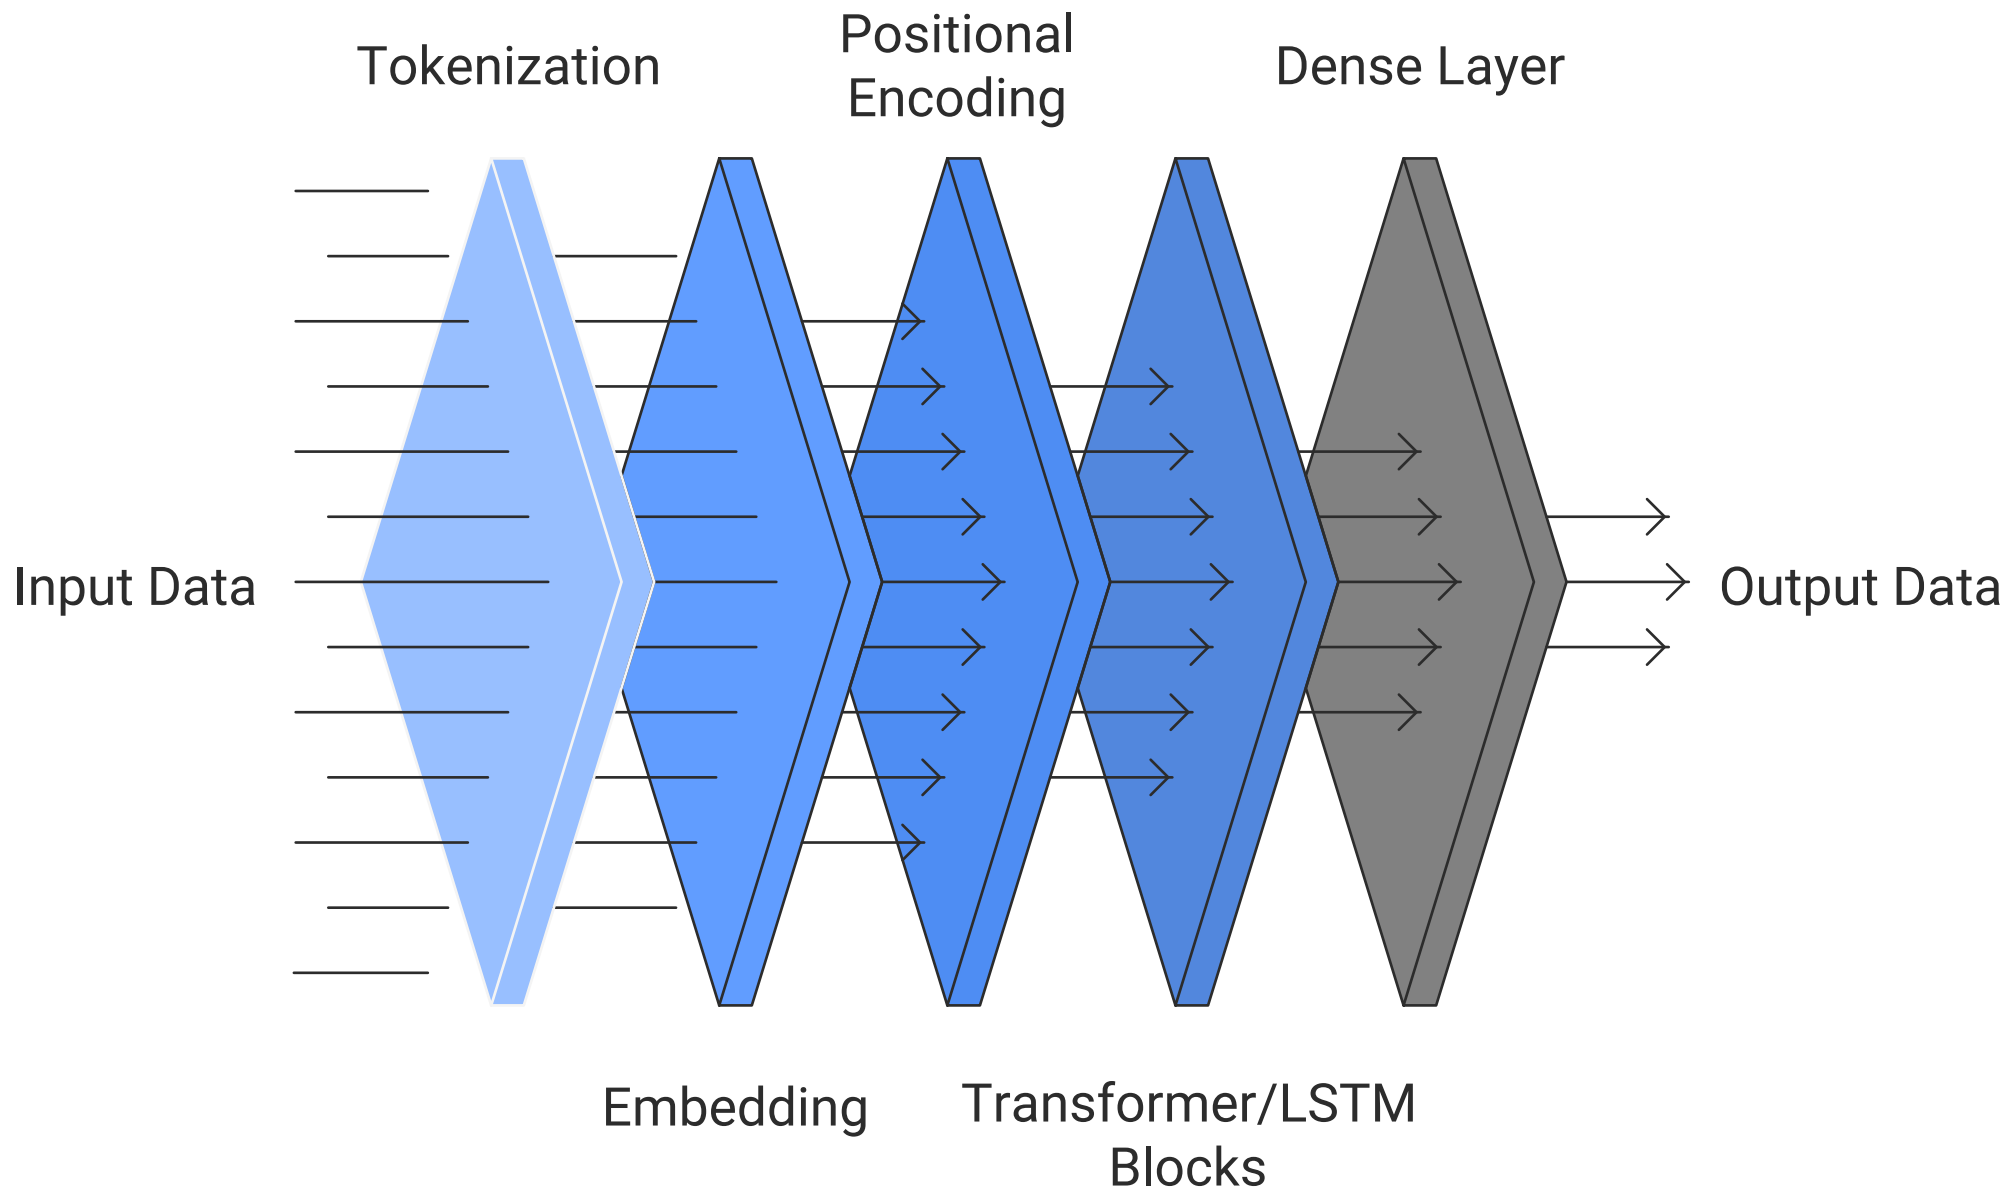 Tokenization
Positional
Encoding
Dense Layer
Input Data
Output Data
Embedding
Transformer/LSTM
Blocks